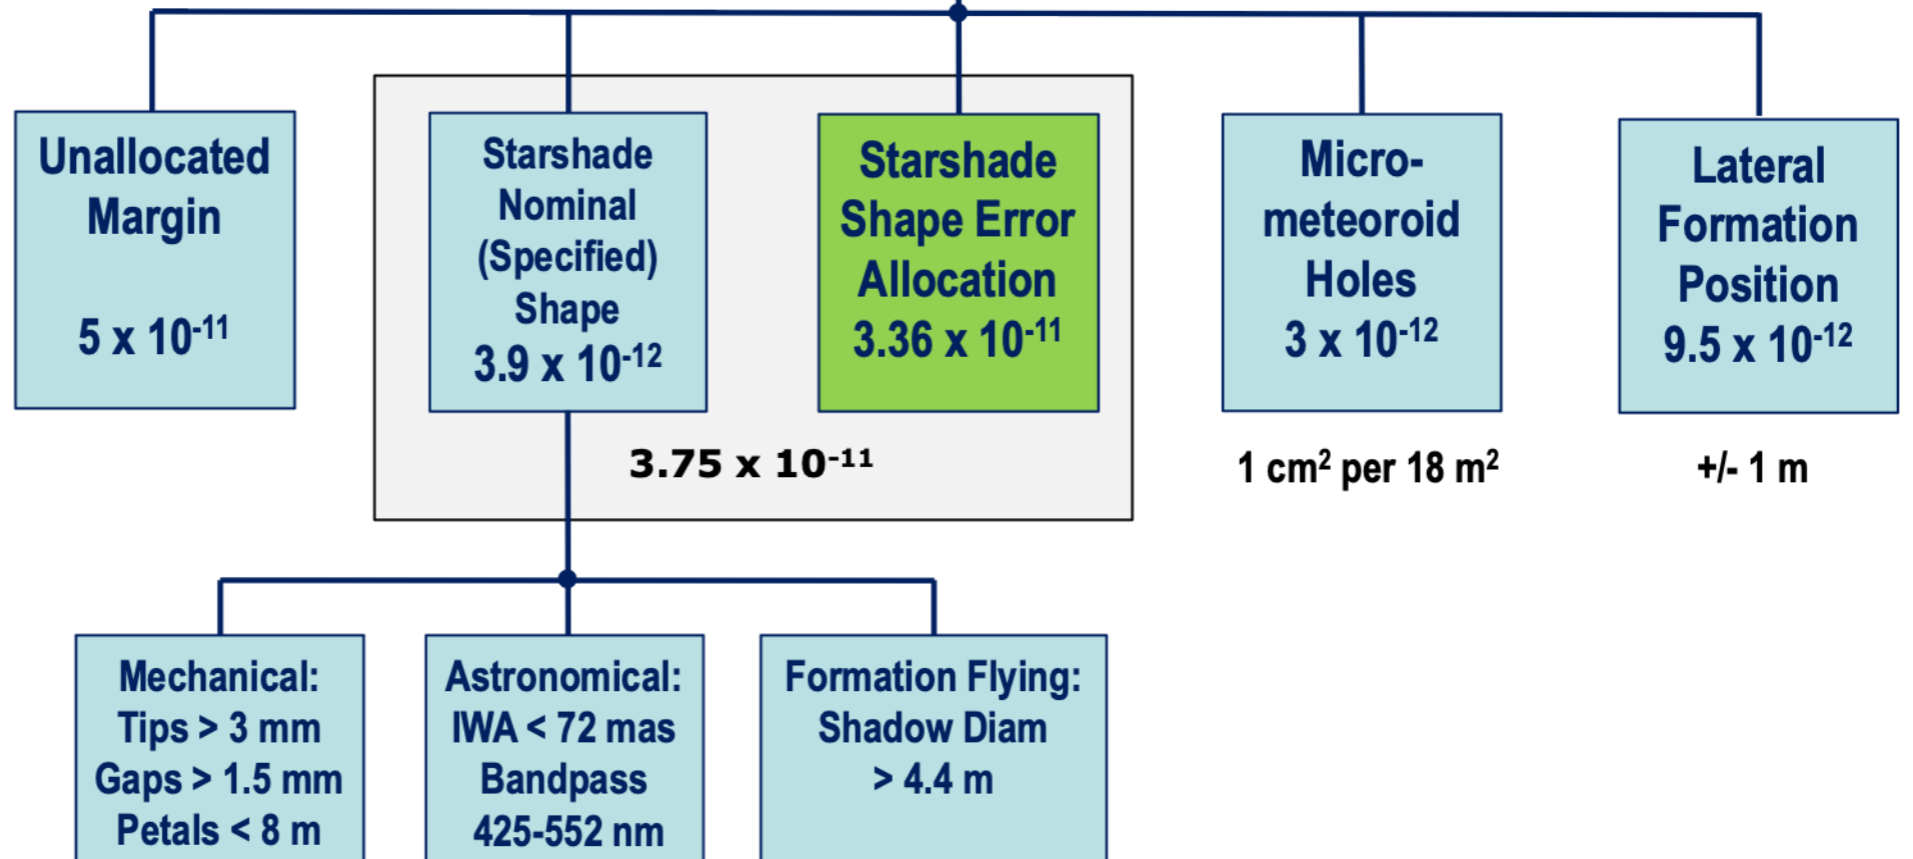 Unallocated
Margin
5 x 10⁻¹¹
Starshade
Nominal
(Specified)
Shape
3.9 x 10⁻¹²
Starshade
Shape Error
Allocation
3.36 x 10⁻¹¹
3.75 x 10⁻¹¹
Micro-
meteoroid
Holes
3 x 10⁻¹²
1 cm² per 18 m²
Lateral
Formation
Position
9.5 x 10⁻¹²
+/- 1 m
Mechanical:
Tips > 3 mm
Gaps > 1.5 mm
Petals < 8 m
Astronomical:
IWA < 72 mas
Bandpass
425-552 nm
Formation Flying:
Shadow Diam
> 4.4 m